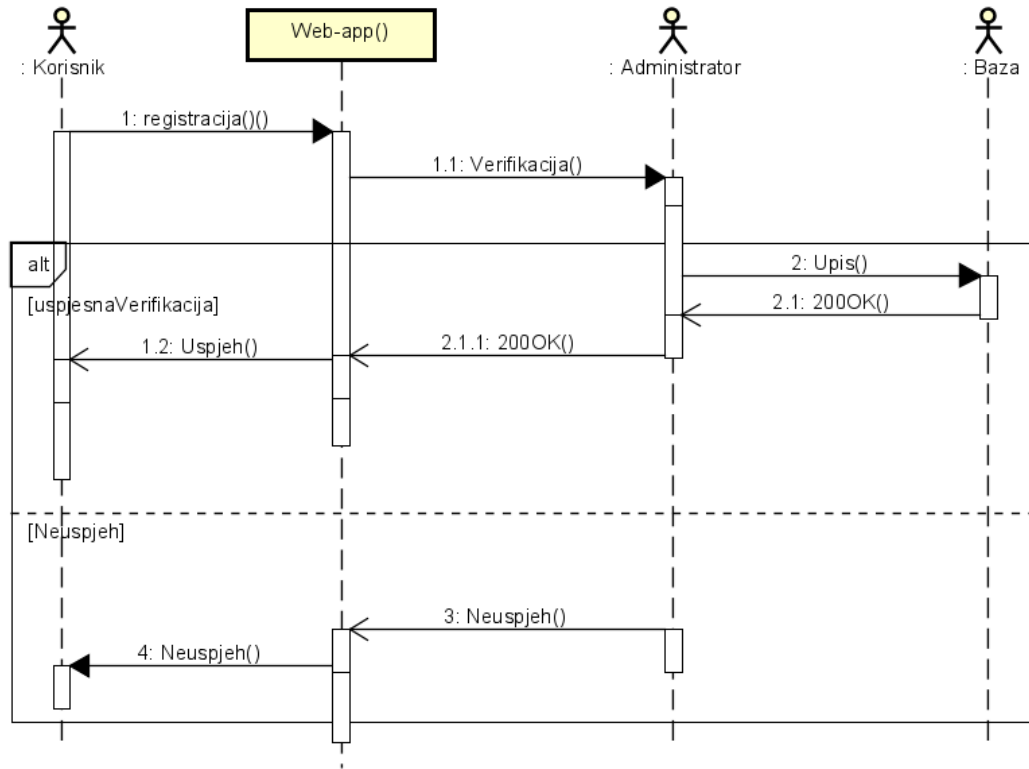 : Korisnik
Web-app()
: Administrator
: Baza
1: registracija()()
1.1: Verifikacija()
alt
2: Upis()
[uspjesnaVerifikacija]
2.1: 200OK()
1.2: Uspjeh()
2.1.1: 200OK()
[Neuspjeh]
3: Neuspjeh()
4: Neuspjeh()